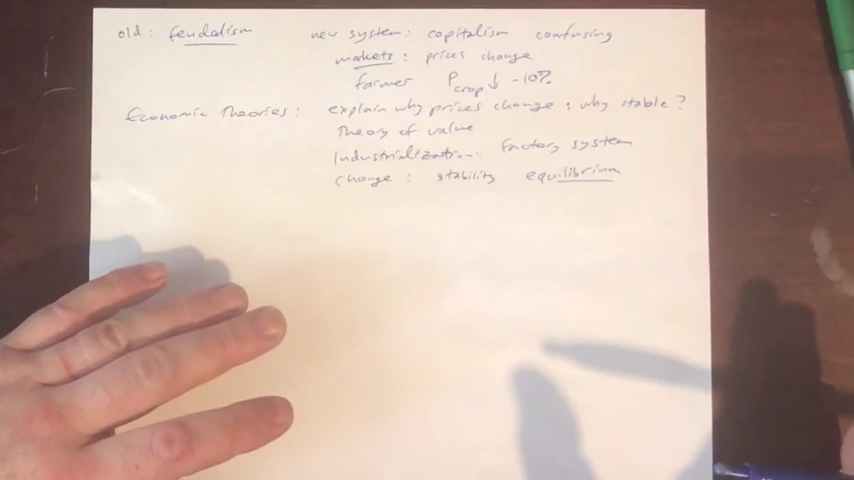 old: feudalism new system: capitalism confusing
markets: prices change
farmer P crop ↓ -10%
Economic Theories: explain why prices change: why stable?
Theory of value
Industrialization: factory system
change: stability equilibrium